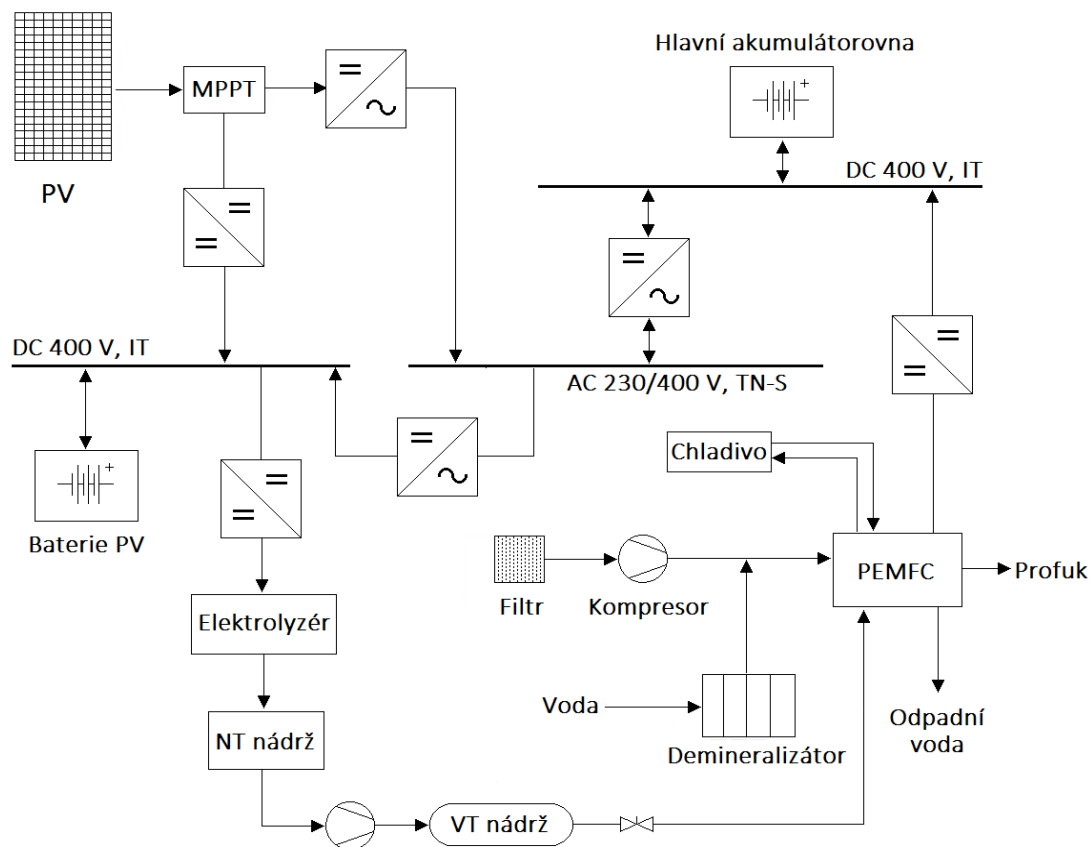 Hlavní akumulátorovna
MPPT
PV
DC 400 V, IT
DC 400 V, IT
AC 230/400 V, TN-S
Chladivo
Baterie PV
PEMFC
Profuk
Filtr
Kompresor
Elektrolyzér
Voda
Odpadní
voda
NT nádrž
Demineralizátor
VT nádrž